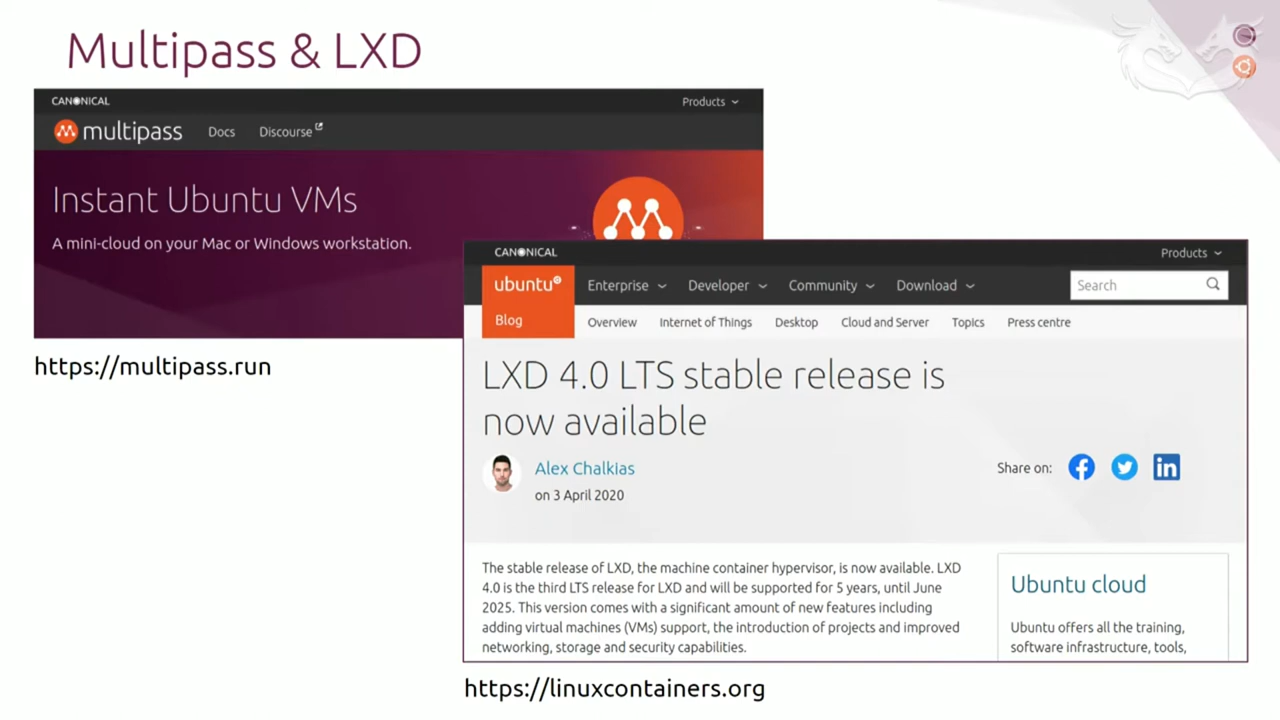 Multipass & LXD
CANONICAL
Products
multipass
Docs
Discourse
Instant Ubuntu VMs
A mini-cloud on your Mac or Windows workstation.
https://multipass.run
CANONICAL
Products
ubuntu
Enterprise
Developer
Community
Download
Search
Blog
Overview
Internet of Things
Desktop
Cloud and Server
Topics
Press centre
LXD 4.0 LTS stable release is
now available
Alex Chalkias
on 3 April 2020
Share on:
The stable release of LXD, the machine container hypervisor, is now available. LXD
4.0 is the third LTS release for LXD and will be supported for 5 years, until June
2025. This version comes with a significant amount of new features including
adding virtual machines (VMs) support, the introduction of projects and improved
networking, storage and security capabilities.
Ubuntu cloud
Ubuntu offers all the training,
software infrastructure, tools,
https://linuxcontainers.org